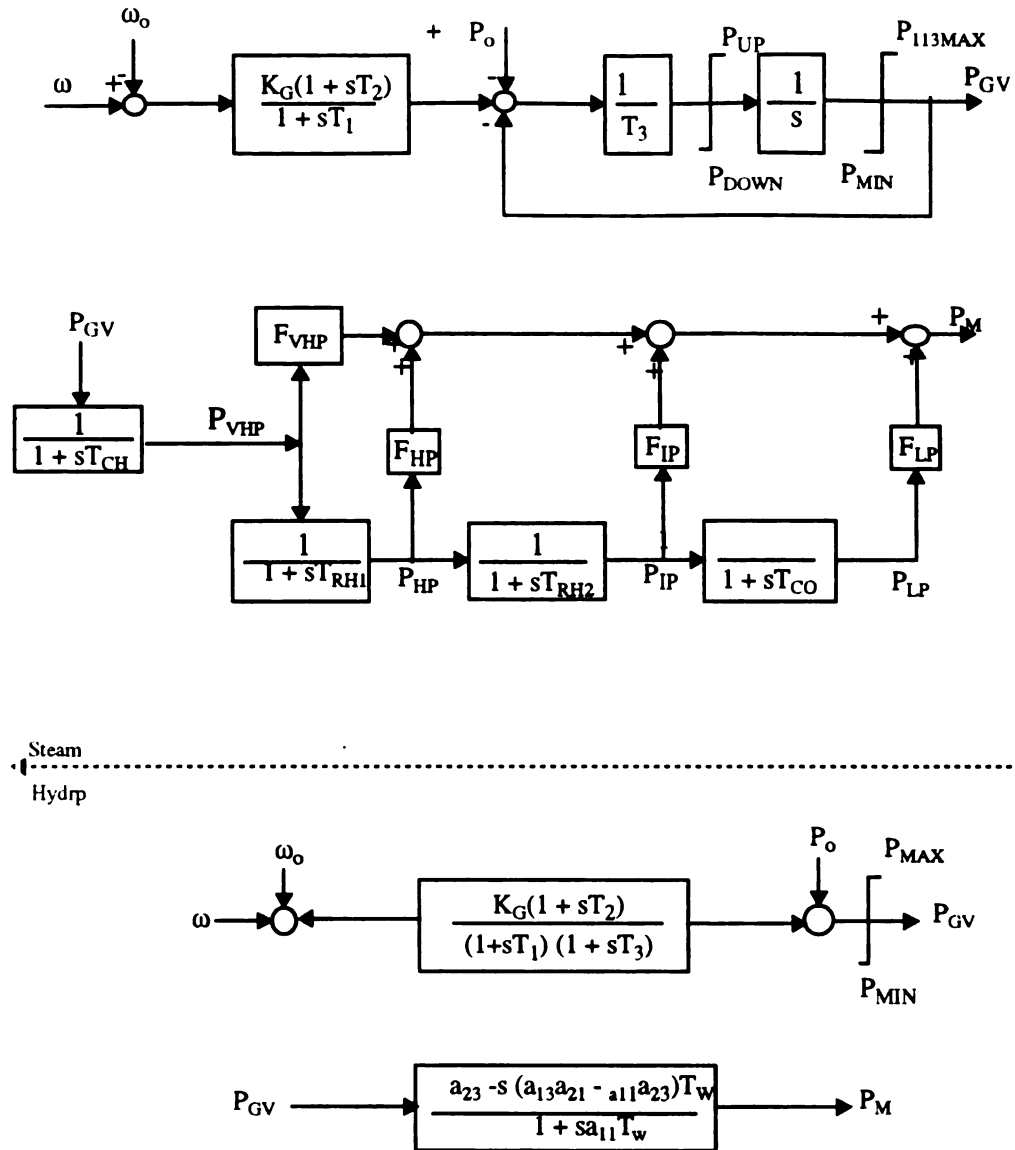 ω₀
+ P₀
P_UP
P_113MAX
ω
+-
K_G(1 + sT₂)
1 + sT₁
-
-
1
T₃
1
s
P_GV
P_DOWN
P_MIN
P_GV
F_VHP
+
+
+
+
+
+
P_M
1
1 + sT_CH
P_VHP
F_HP
F_IP
F_LP
1
1 + sT_RH1
P_HP
1
1 + sT_RH2
P_IP
1 + sT_CO
P_LP
Steam
Hydrp
ω₀
P₀
P_MAX
ω
K_G(1 + sT₂)
(1+sT₁) (1 + sT₃)
P_GV
P_MIN
P_GV
a₂₃ -s (a₁₃a₂₁ - ₐ₁₁a₂₃)T_W
1 + sa₁₁T_w
P_M